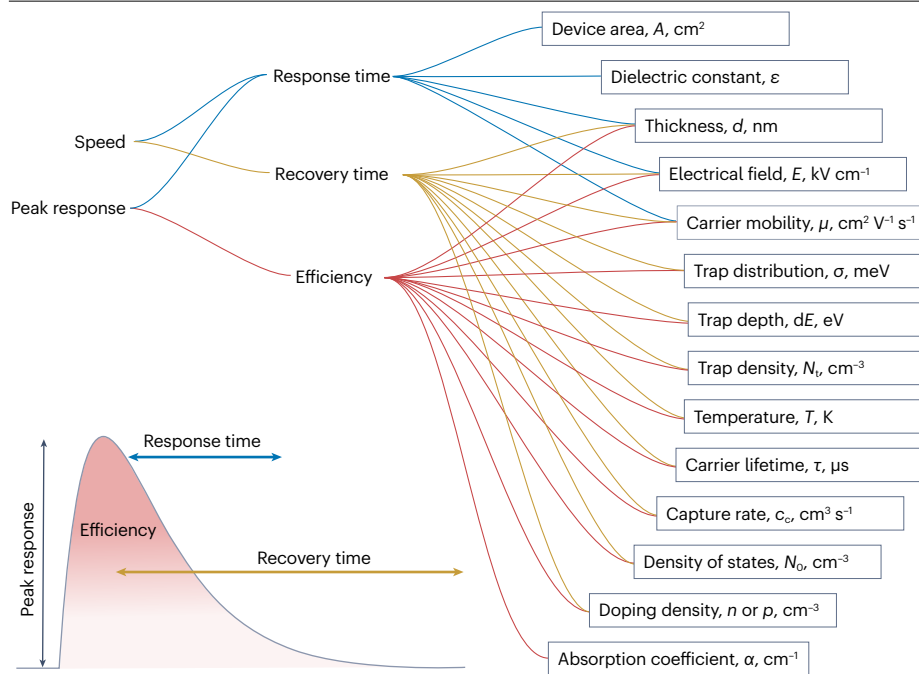 Device area, A, cm²
Response time
Dielectric constant, ε
Thickness, d, nm
Speed
Recovery time
Electrical field, E, kV cm⁻¹
Peak response
Carrier mobility, μ, cm² V⁻¹ s⁻¹
Trap distribution, σ, meV
Efficiency
Trap depth, dE, eV
Trap density, Nₜ, cm⁻³
Temperature, T, K
Carrier lifetime, τ, μs
Capture rate, c_c, cm³ s⁻¹
Density of states, N₀, cm⁻³
Doping density, n or p, cm⁻³
Absorption coefficient, α, cm⁻¹
Peak response
Response time
Efficiency
Recovery time